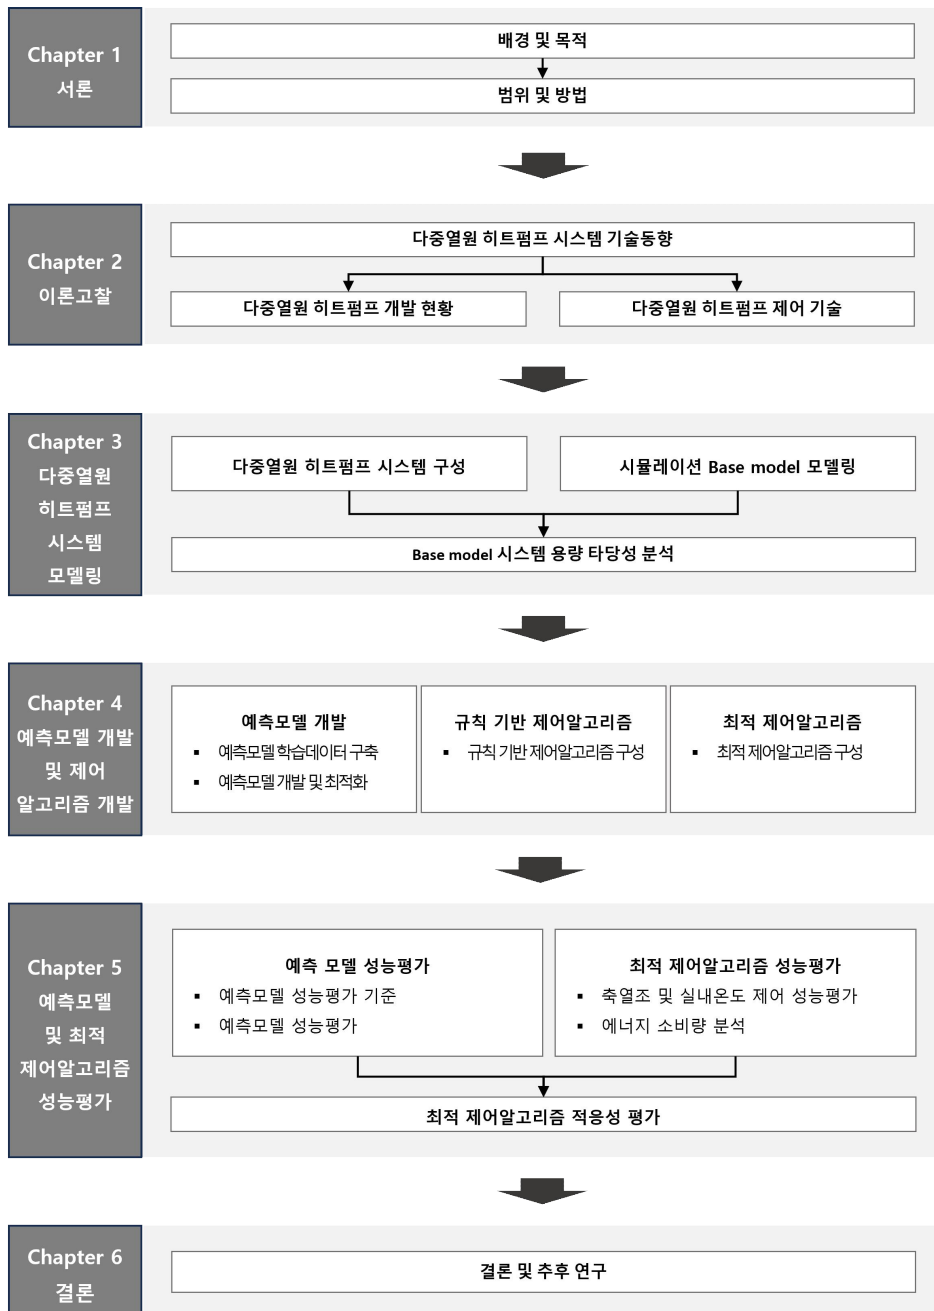 Chapter 1
서론
배경 및 목적
범위 및 방법
Chapter 2
이론고찰
다중열원 히트펌프 시스템 기술동향
다중열원 히트펌프 개발 현황
다중열원 히트펌프 제어 기술
Chapter 3
다중열원
히트펌프
시스템
모델링
다중열원 히트펌프 시스템 구성
시뮬레이션 Base model 모델링
Base model 시스템 용량 타당성 분석
Chapter 4
예측모델 개발
및 제어
알고리즘 개발
예측모델 개발
▪ 예측모델 학습데이터 구축
▪ 예측모델 개발 및 최적화
규칙 기반 제어알고리즘
▪ 규칙 기반 제어알고리즘 구성
최적 제어알고리즘
▪ 최적 제어알고리즘 구성
Chapter 5
예측모델
및 최적
제어알고리즘
성능평가
예측 모델 성능평가
▪ 예측모델 성능평가 기준
▪ 예측모델 성능평가
최적 제어알고리즘 성능평가
▪ 축열조 및 실내온도 제어 성능평가
▪ 에너지 소비량 분석
최적 제어알고리즘 적응성 평가
Chapter 6
결론
결론 및 추후 연구